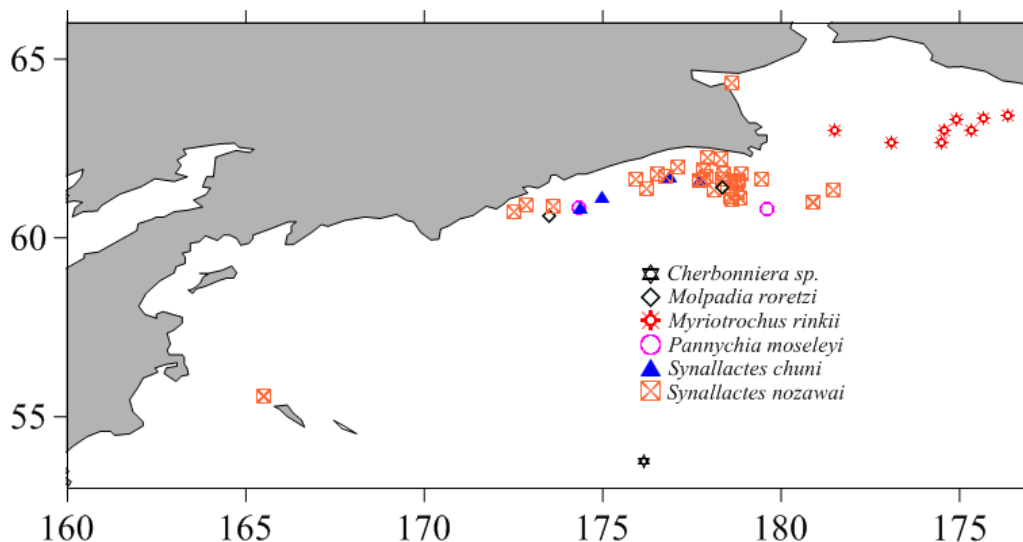 65
60
55
Cherbonniera sp.
Molpadia roretzi
Myriotrochus rinkii
Pannychia moseleyi
Synallactes chuni
Synallactes nozawai
160 165 170 175 180 175